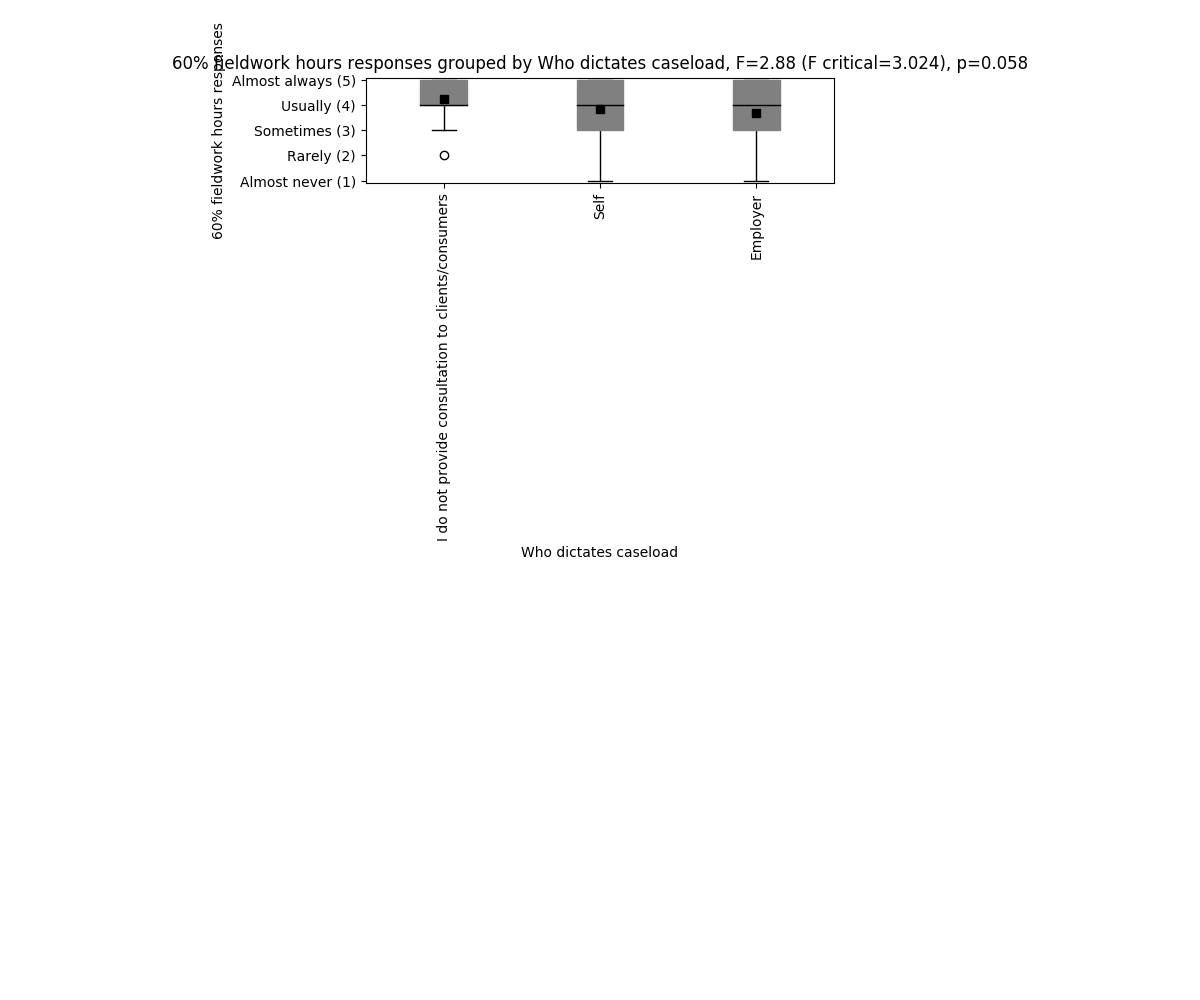 60% fieldwork hours responses grouped by Who dictates caseload, F=2.88 (F critical=3.024), p=0.058
60% fieldwork hours responses
Almost always (5)
Usually (4)
Sometimes (3)
Rarely (2)
Almost never (1)
I do not provide consultation to clients/consumers
Self
Employer
Who dictates caseload